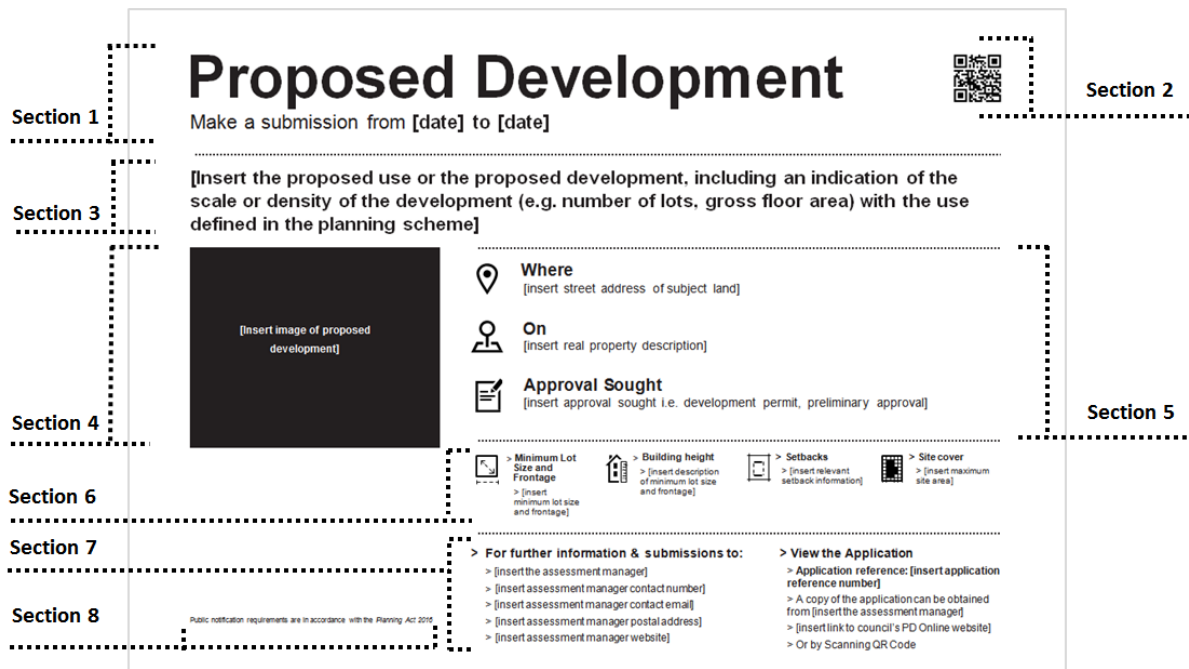 Proposed Development
Make a submission from [date] to [date]
Section 1
Section 2
[Insert the proposed use or the proposed development, including an indication of the
scale or density of the development (e.g. number of lots, gross floor area) with the use
defined in the planning scheme]
Section 3
[Insert image of proposed
development]
Section 4
Where
[insert street address of subject land]
On
[insert real property description]
Approval Sought
[insert approval sought i.e. development permit, preliminary approval]
Section 5
> Minimum Lot
Size and
Frontage
> [insert
minimum lot size
and frontage]
> Building height
> [insert description
of minimum lot size
and frontage]
> Setbacks
> [insert relevant
setback information]
> Site cover
> [insert maximum
site area]
Section 6
Section 7
> For further information & submissions to:
> [insert the assessment manager]
> [insert assessment manager contact number]
> [insert assessment manager contact email]
> [insert assessment manager postal address]
> [insert assessment manager website]
> View the Application
> Application reference: [insert application
reference number]
> A copy of the application can be obtained
from [insert the assessment manager]
> [insert link to council's PD Online website]
> Or by Scanning QR Code
Section 8
Public notification requirements are in accordance with the Planning Act 2016